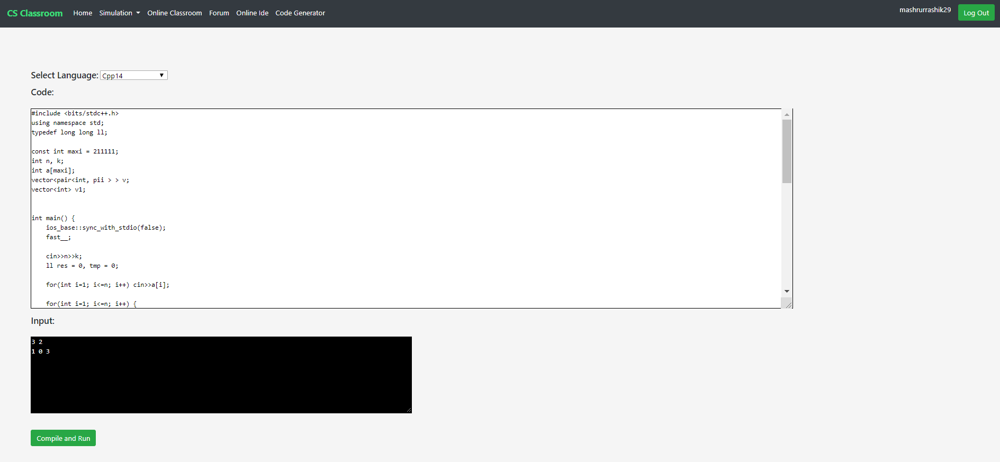 CS Classroom Home Simulation Online Classroom Forum Online Ide Code Generator mashrurrashik29 Log Out
Select Language: Cpp14
Code:
#include <bits/stdc++.h>
using namespace std;
typedef long long ll;
const int maxi = 211111;
int n, k;
int a[maxi];
vector<pair<int, pii > > v;
vector<int> v1;
int main() {
    ios_base::sync_with_stdio(false);
    fast__;
    cin>>n>>k;
    ll res = 0, tmp = 0;
    for(int i=1; i<=n; i++) cin>>a[i];
    for(int i=1; i<=n; i++) {
Input:
3 2
1 0 3
Compile and Run